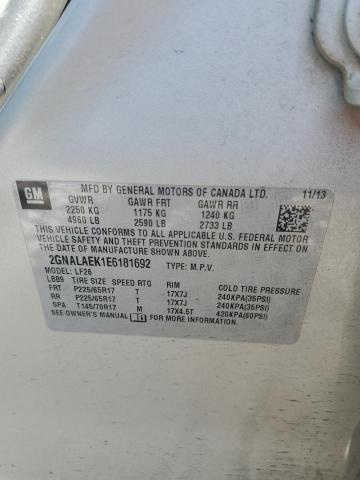 GM MFD BY GENERAL MOTORS OF CANADA LTD. 11/13
GVWR GAWR FRT GAWR RR
2250 KG 1175 KG 1240 KG
4960 LB 2590 LB 2733 LB
THIS VEHICLE CONFORMS TO ALL APPLICABLE U.S. FEDERAL MOTOR
VEHICLE SAFETY AND THEFT PREVENTION STANDARDS IN
EFFECT ON THE DATE OF MANUFACTURE SHOWN ABOVE.
2GNALAEK1E6181692 TYPE: M.P.V.
MODEL: LF26
LBB9 TIRE SIZE SPEED RTG RIM COLD TIRE PRESSURE
FRT P225/65R17 T 17X7J 240KPA(35PSI)
RR P225/65R17 T 17X7J 240KPA(35PSI)
SP T145/70R17 M 17X4.5T 420KPA(60PSI)
SEE OWNER'S MANUAL